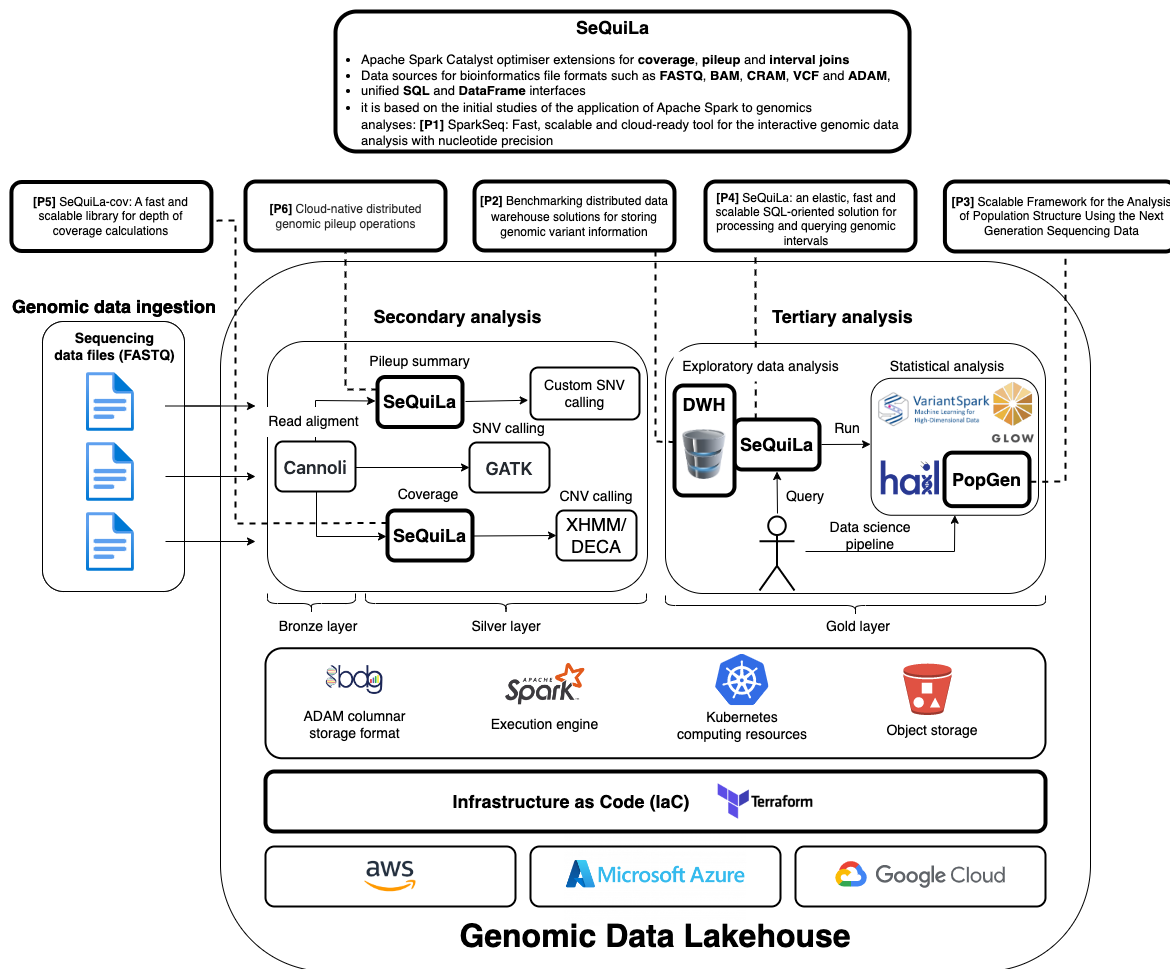 SeQuiLa
• Apache Spark Catalyst optimiser extensions for coverage, pileup and interval joins
• Data sources for bioinformatics file formats such as FASTQ, BAM, CRAM, VCF and ADAM,
• unified SQL and DataFrame interfaces
• it is based on the initial studies of the application of Apache Spark to genomics
analyses: [P1] SparkSeq: Fast, scalable and cloud-ready tool for the interactive genomic data
analysis with nucleotide precision
[P5] SeQuiLa-cov: A fast and
scalable library for depth of
coverage calculations
[P6] Cloud-native distributed
genomic pileup operations
[P2] Benchmarking distributed data
warehouse solutions for storing
genomic variant information
[P4] SeQuiLa: an elastic, fast and
scalable SQL-oriented solution for
processing and querying genomic
intervals
[P3] Scalable Framework for the Analysis
of Population Structure Using the Next
Generation Sequencing Data
Genomic data ingestion
Sequencing
data files (FASTQ)
Secondary analysis
Pileup summary
SeQuiLa
Custom SNV
calling
Read aligment
SNV calling
Cannoli
GATK
Coverage
CNV calling
SeQuiLa
XHMM/
DECA
Tertiary analysis
Exploratory data analysis
Statistical analysis
DWH
SeQuiLa
Run
VariantSpark
Machine Learning for
High-Dimensional Data
GLOW
hail
PopGen
Query
Data science
pipeline
Bronze layer
Silver layer
Gold layer
bdg
ADAM columnar
storage format
APACHE
Spark
Execution engine
Kubernetes
computing resources
Object storage
Infrastructure as Code (IaC)
Terraform
aws
Microsoft Azure
Google Cloud
Genomic Data Lakehouse